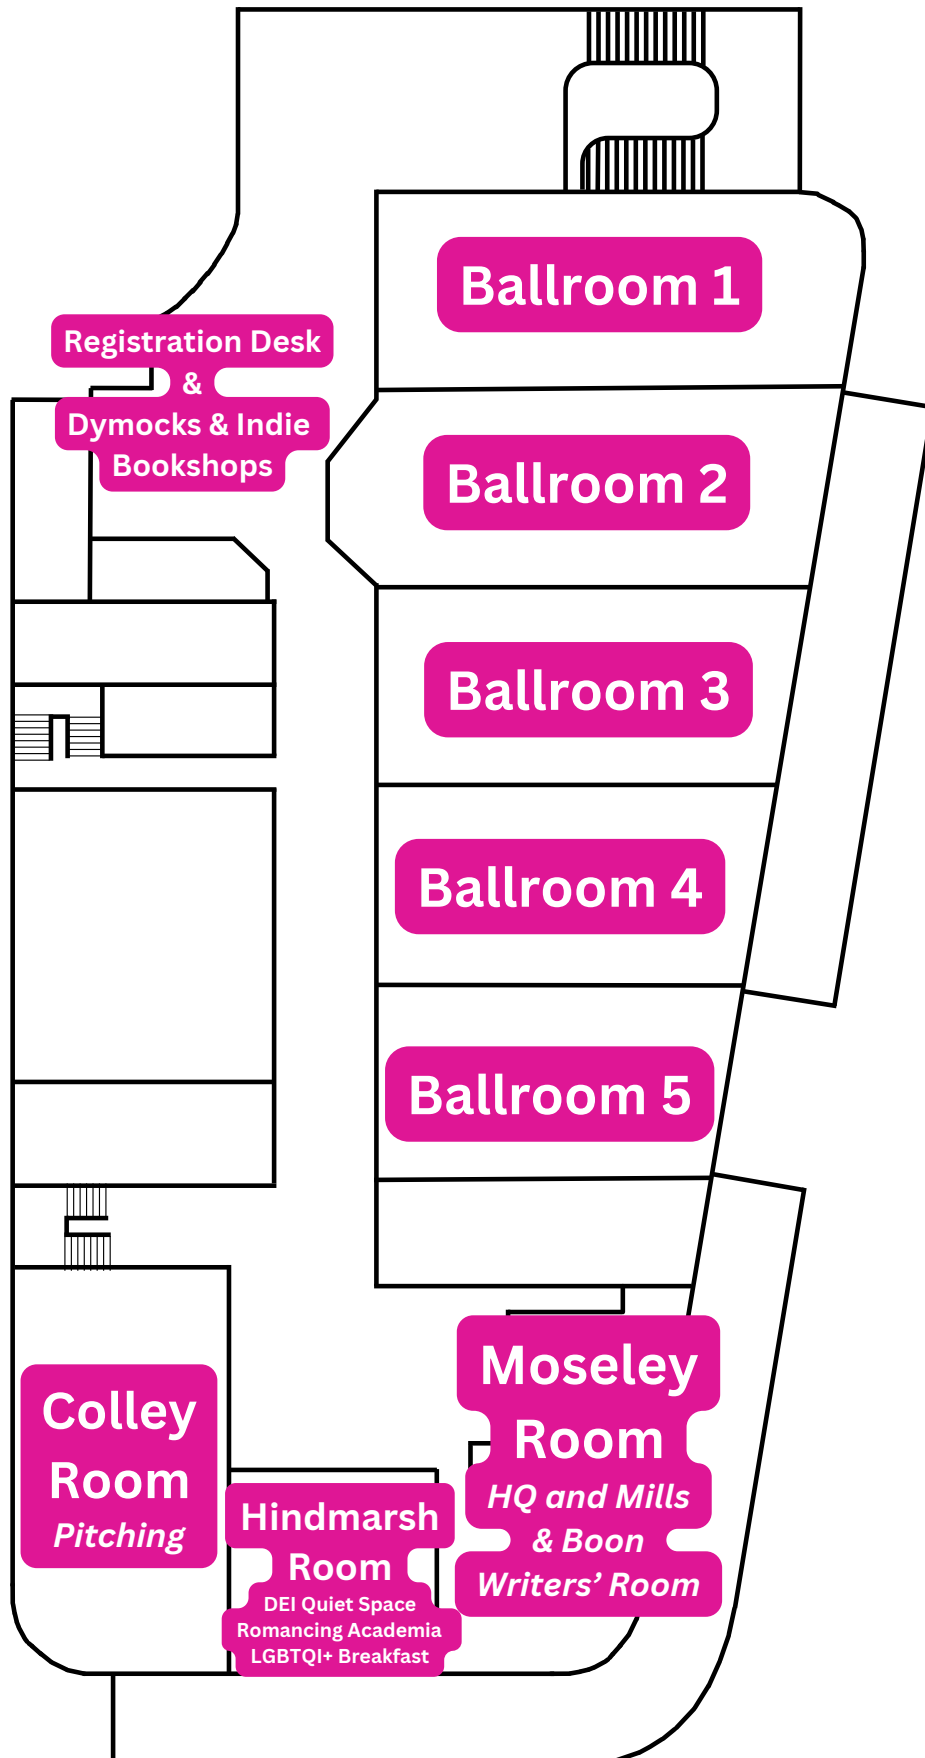 Ballroom 1
Registration Desk
&
Dymocks & Indie
Bookshops
Ballroom 2
Ballroom 3
Ballroom 4
Ballroom 5
Colley
Room
Pitching
Hindmarsh
Room
DEI Quiet Space
Romancing Academia
LGBTQI+ Breakfast
Moseley
Room
HQ and Mills
& Boon
Writers’ Room